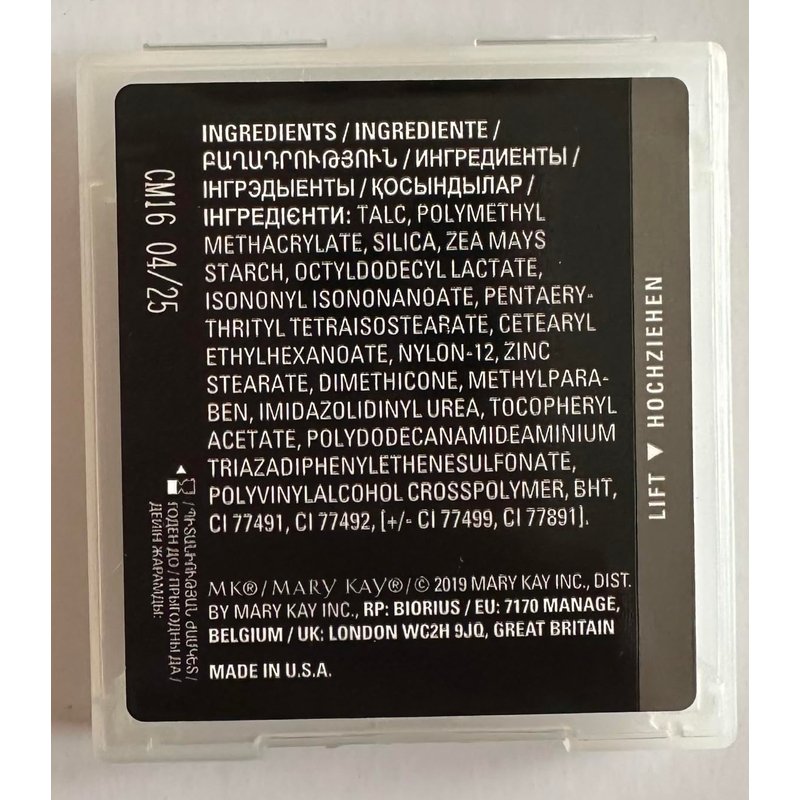 INGREDIENTS / INGREDIENTE /
ԲԱՂԱԴՐՈՒԹՅՈՒՆ / ИНГРЕДИЕНТЫ /
ІНГРЭДЫЕНТЫ / ҚОСЫНДЫЛАР /
ІНГРЕДІЄНТИ: TALC, POLYMETHYL
METHACRYLATE, SILICA, ZEA MAYS
STARCH, OCTYLDODECYL LACTATE,
ISONONYL ISONONANOATE, PENTAERY-
THRITYL TETRAISOSTEARATE, CETEARYL
ETHYLHEXANOATE, NYLON-12, ZINC
STEARATE, DIMETHICONE, METHYLPARA-
BEN, IMIDAZOLIDINYL UREA, TOCOPHERYL
ACETATE, POLYDODECANAMIDEAMINIUM
TRIAZADIPHENYLETHENESULFONATE,
POLYVINYLALCOHOL CROSSPOLYMER, BHT,
CI 77491, CI 77492, [+/- CI 77499, CI 77891].
MK®/MARY KAY®/© 2019 MARY KAY INC., DIST.
BY MARY KAY INC., RP: BIORIUS / EU: 7170 MANAGE,
BELGIUM / UK: LONDON WC2H 9JQ, GREAT BRITAIN
MADE IN U.S.A.
CM16 04/25
/ ՊԻՏԱՆԻՈՒԹՅԱՆ ԺԱՄԿԵՏ /
ГОДЕН ДО / ПРЫГОДНЫ ДА /
ДЕЙІН ЖАРАМДЫ:
LIFT ▼ HOCHZIEHEN